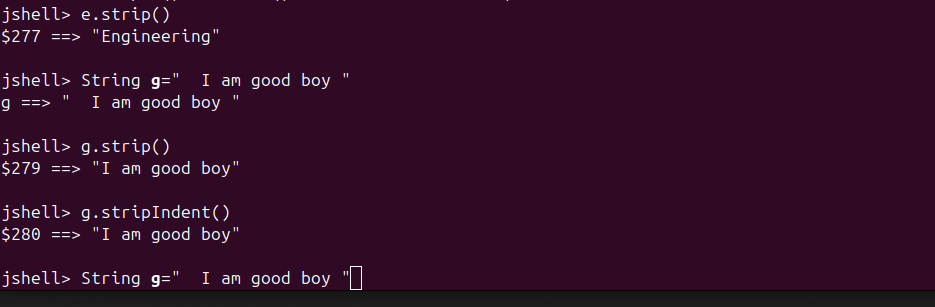 jshell> e.strip()
$277 ==> "Engineering"
jshell> String g="  I am good boy "
g ==> "  I am good boy "
jshell> g.strip()
$279 ==> "I am good boy"
jshell> g.stripIndent()
$280 ==> "I am good boy"
jshell> String g="  I am good boy "